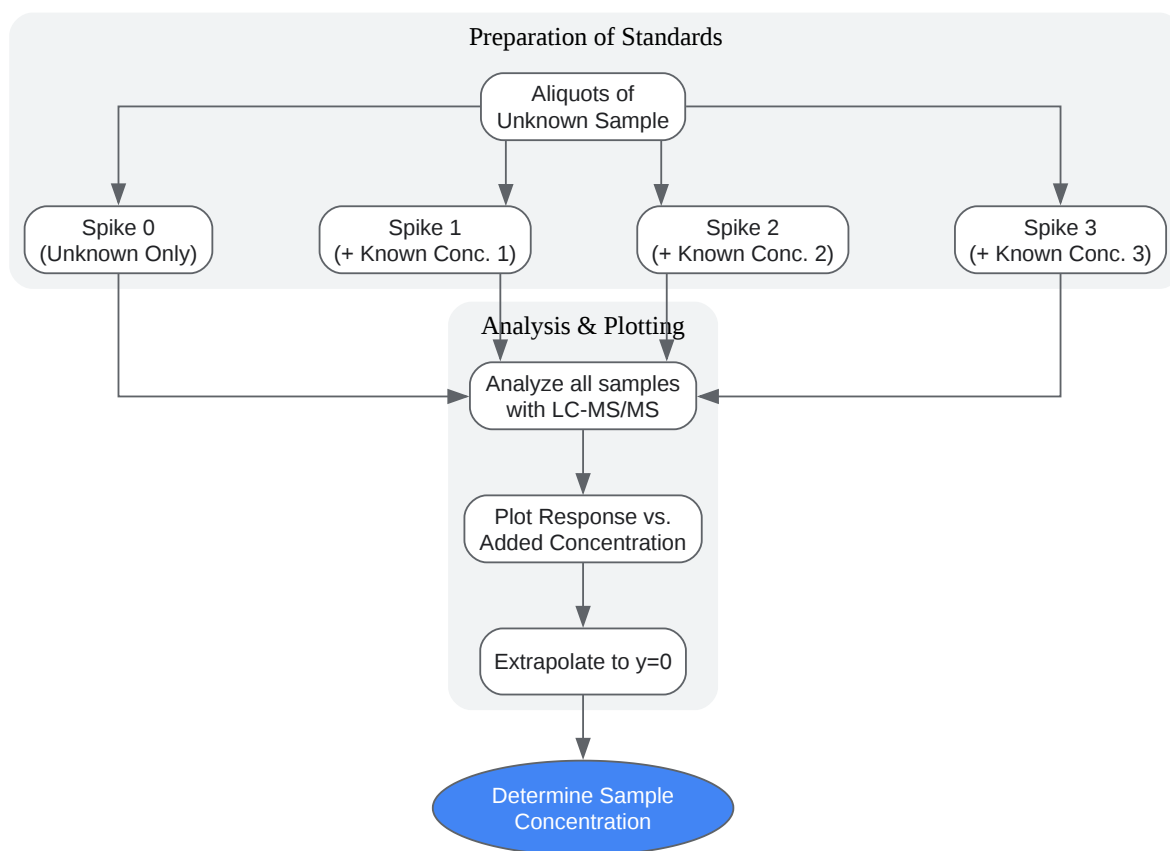 Preparation of Standards
Aliquots of
Unknown Sample
Spike 0
(Unknown Only)
Spike 1
(+ Known Conc. 1)
Spike 2
(+ Known Conc. 2)
Spike 3
(+ Known Conc. 3)
Analysis & Plotting
Analyze all samples
with LC-MS/MS
Plot Response vs.
Added Concentration
Extrapolate to y=0
Determine Sample
Concentration